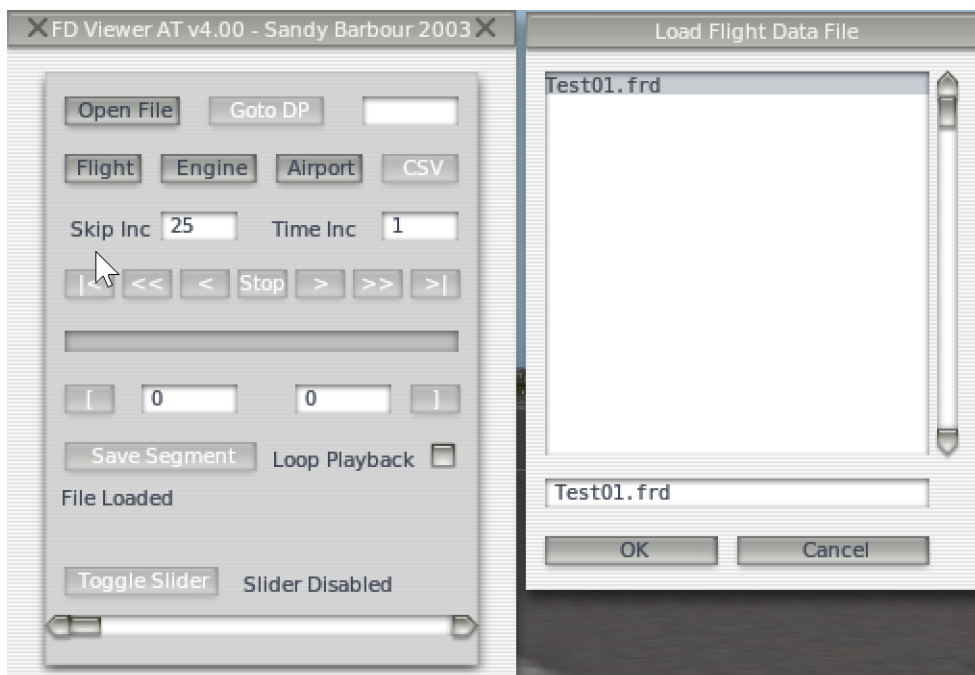 FD Viewer AT v4.00 - Sandy Barbour 2003
Open File Goto DP
Flight Engine Airport CSV
Skip Inc 25 Time Inc 1
|< << < Stop > >> >|
[ 0 0 ]
Save Segment Loop Playback
File Loaded
Toggle Slider Slider Disabled
Load Flight Data File
Test01.frd
Test01.frd
OK Cancel